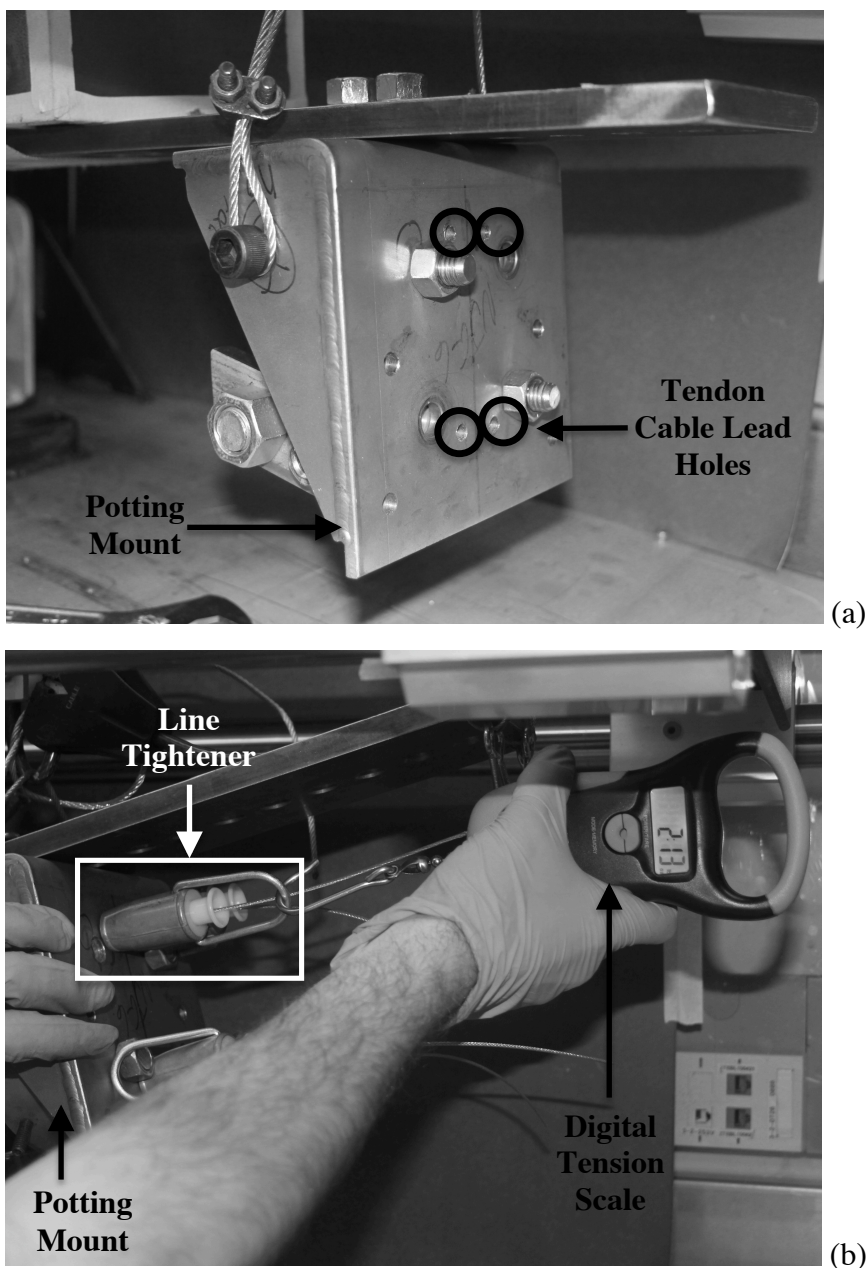 Tendon
Cable Lead
Holes
Potting
Mount
(a)
Line
Tightener
Digital
Tension
Scale
Potting
Mount
(b)